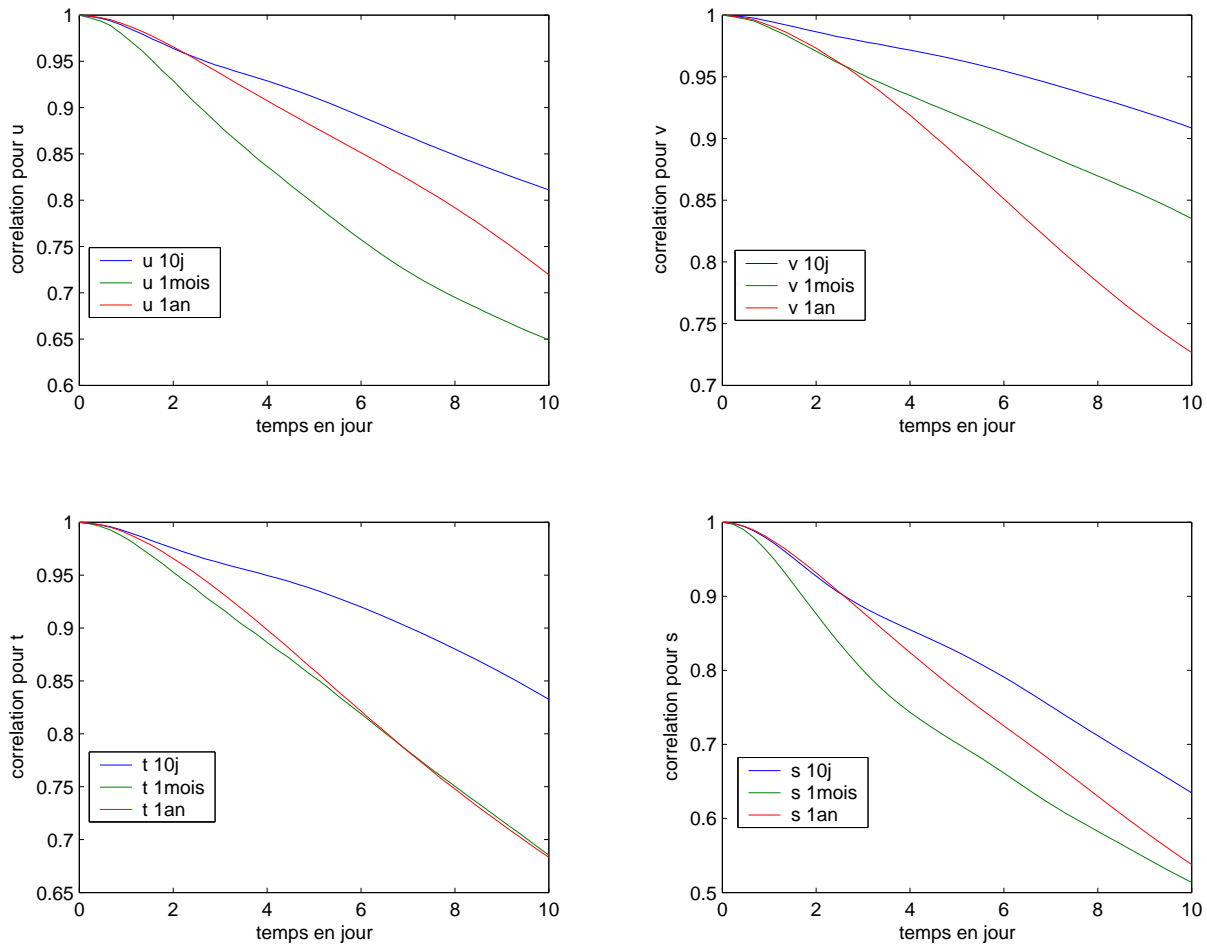 1
0.95
0.9
0.85
0.8
0.75
0.7
0.65
0.6
correlation pour u
u 10j
u 1mois
u 1an
0 2 4 6 8 10
temps en jour
1
0.95
0.9
0.85
0.8
0.75
0.7
correlation pour v
v 10j
v 1mois
v 1an
0 2 4 6 8 10
temps en jour
1
0.95
0.9
0.85
0.8
0.75
0.7
0.65
correlation pour t
t 10j
t 1mois
t 1an
0 2 4 6 8 10
temps en jour
1
0.9
0.8
0.7
0.6
0.5
correlation pour s
s 10j
s 1mois
s 1an
0 2 4 6 8 10
temps en jour